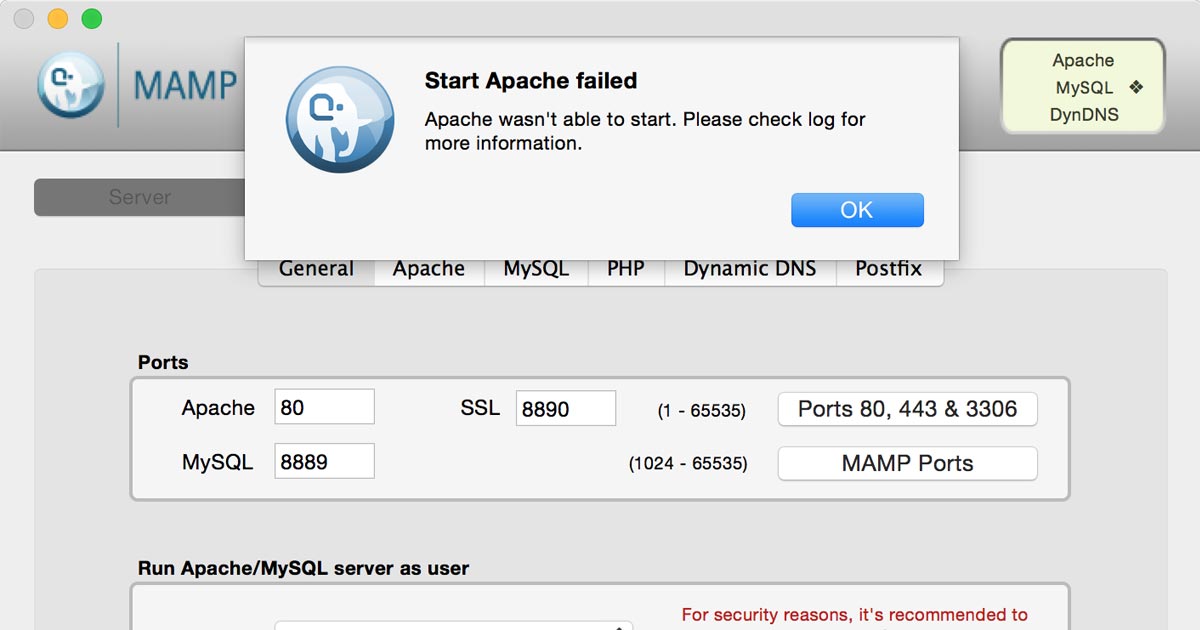 MAMP
Start Apache failed
Apache wasn't able to start. Please check log for
more information.
OK
Apache
MySQL ❖
DynDNS
Server
General Apache MySQL PHP Dynamic DNS Postfix
Ports
Apache 80 SSL 8890 (1 - 65535) Ports 80, 443 & 3306
MySQL 8889 (1024 - 65535) MAMP Ports
Run Apache/MySQL server as user
For security reasons, it's recommended to